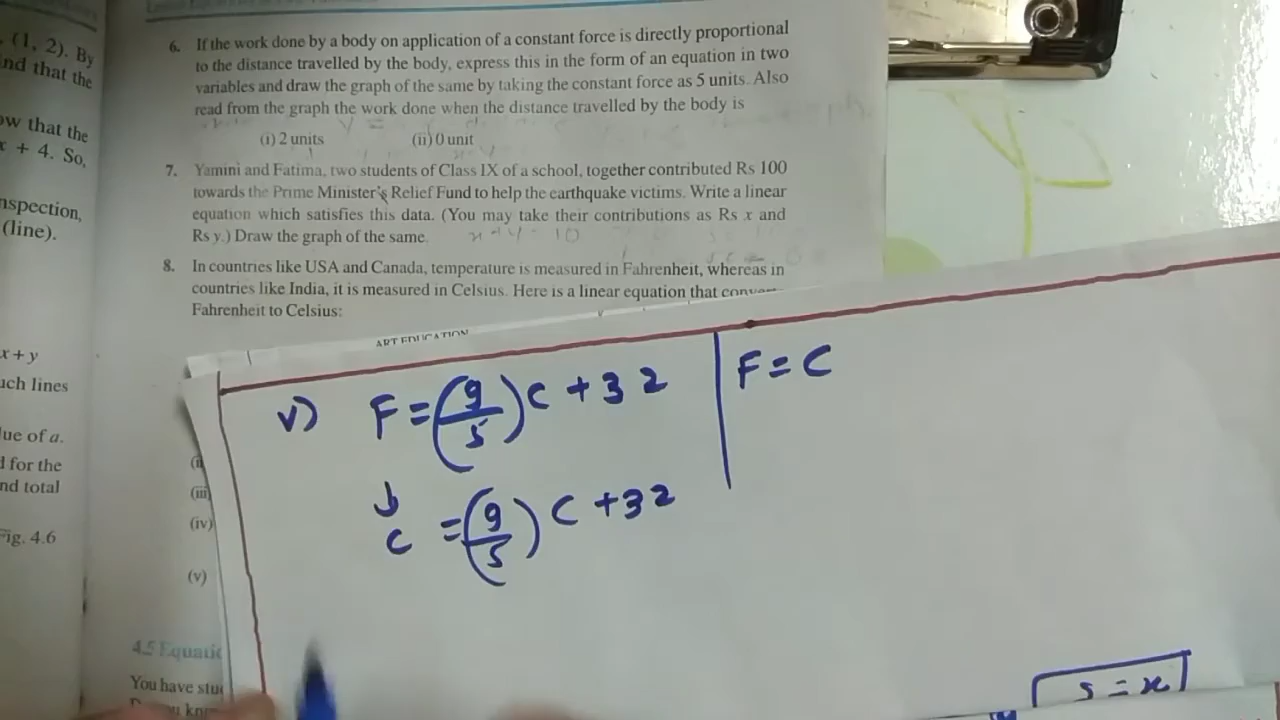 (1, 2). By
nd that the
ow that the
x + 4. So,
nspection,
(line).
x + y
uch lines
lue of a.
d for the
nd total
Fig. 4.6
6. If the work done by a body on application of a constant force is directly proportional
to the distance travelled by the body, express this in the form of an equation in two
variables and draw the graph of the same by taking the constant force as 5 units. Also
read from the graph the work done when the distance travelled by the body is
(i) 2 units (ii) 0 unit
7. Yamini and Fatima, two students of Class IX of a school, together contributed Rs 100
towards the Prime Minister's Relief Fund to help the earthquake victims. Write a linear
equation which satisfies this data. (You may take their contributions as Rs x and
Rs y.) Draw the graph of the same.
8. In countries like USA and Canada, temperature is measured in Fahrenheit, whereas in
countries like India, it is measured in Celsius. Here is a linear equation that conver
Fahrenheit to Celsius:
ART EDUCATION
v) F = (9/5) C + 32
F = C
↓
C = (9/5) C + 32
(ii
(iii)
(iv)
(v)
4.5 Equatio
You have stu
5 = x